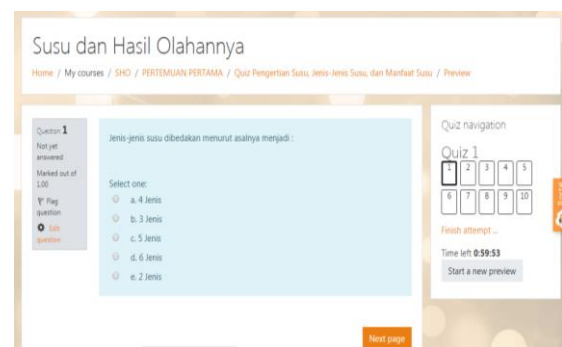 Susu dan Hasil Olahannya
Home / My courses / SHO / PERTEMUAN PERTAMA / Quiz Pengertian Susu, Jenis-Jenis Susu, dan Manfaat Susu / Preview
Question 1
Not yet
answered
Marked out of
1.00
Flag
question
Edit
question
Jenis-jenis susu dibedakan menurut asalnya menjadi :
Select one:
a. 4 Jenis
b. 3 Jenis
c. 5 Jenis
d. 6 Jenis
e. 2 Jenis
Next page
Quiz navigation
Quiz 1
1 2 3 4 5
6 7 8 9 10
Finish attempt ...
Time left 0:59:53
Start a new preview